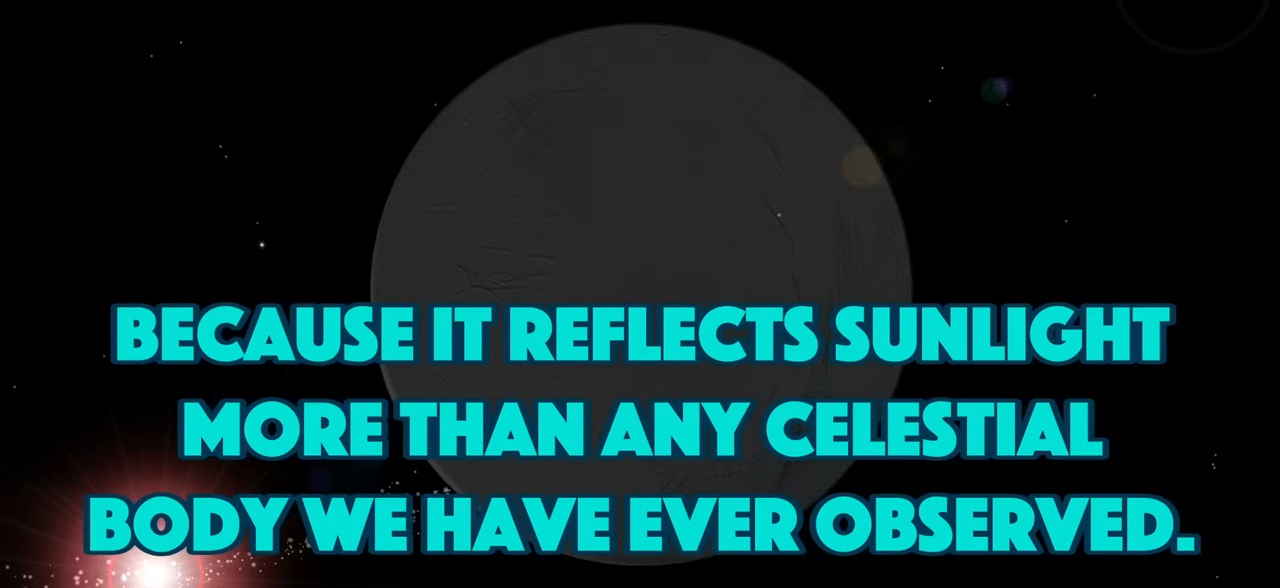 BECAUSE IT REFLECTS SUNLIGHT
MORE THAN ANY CELESTIAL
BODY WE HAVE EVER OBSERVED.